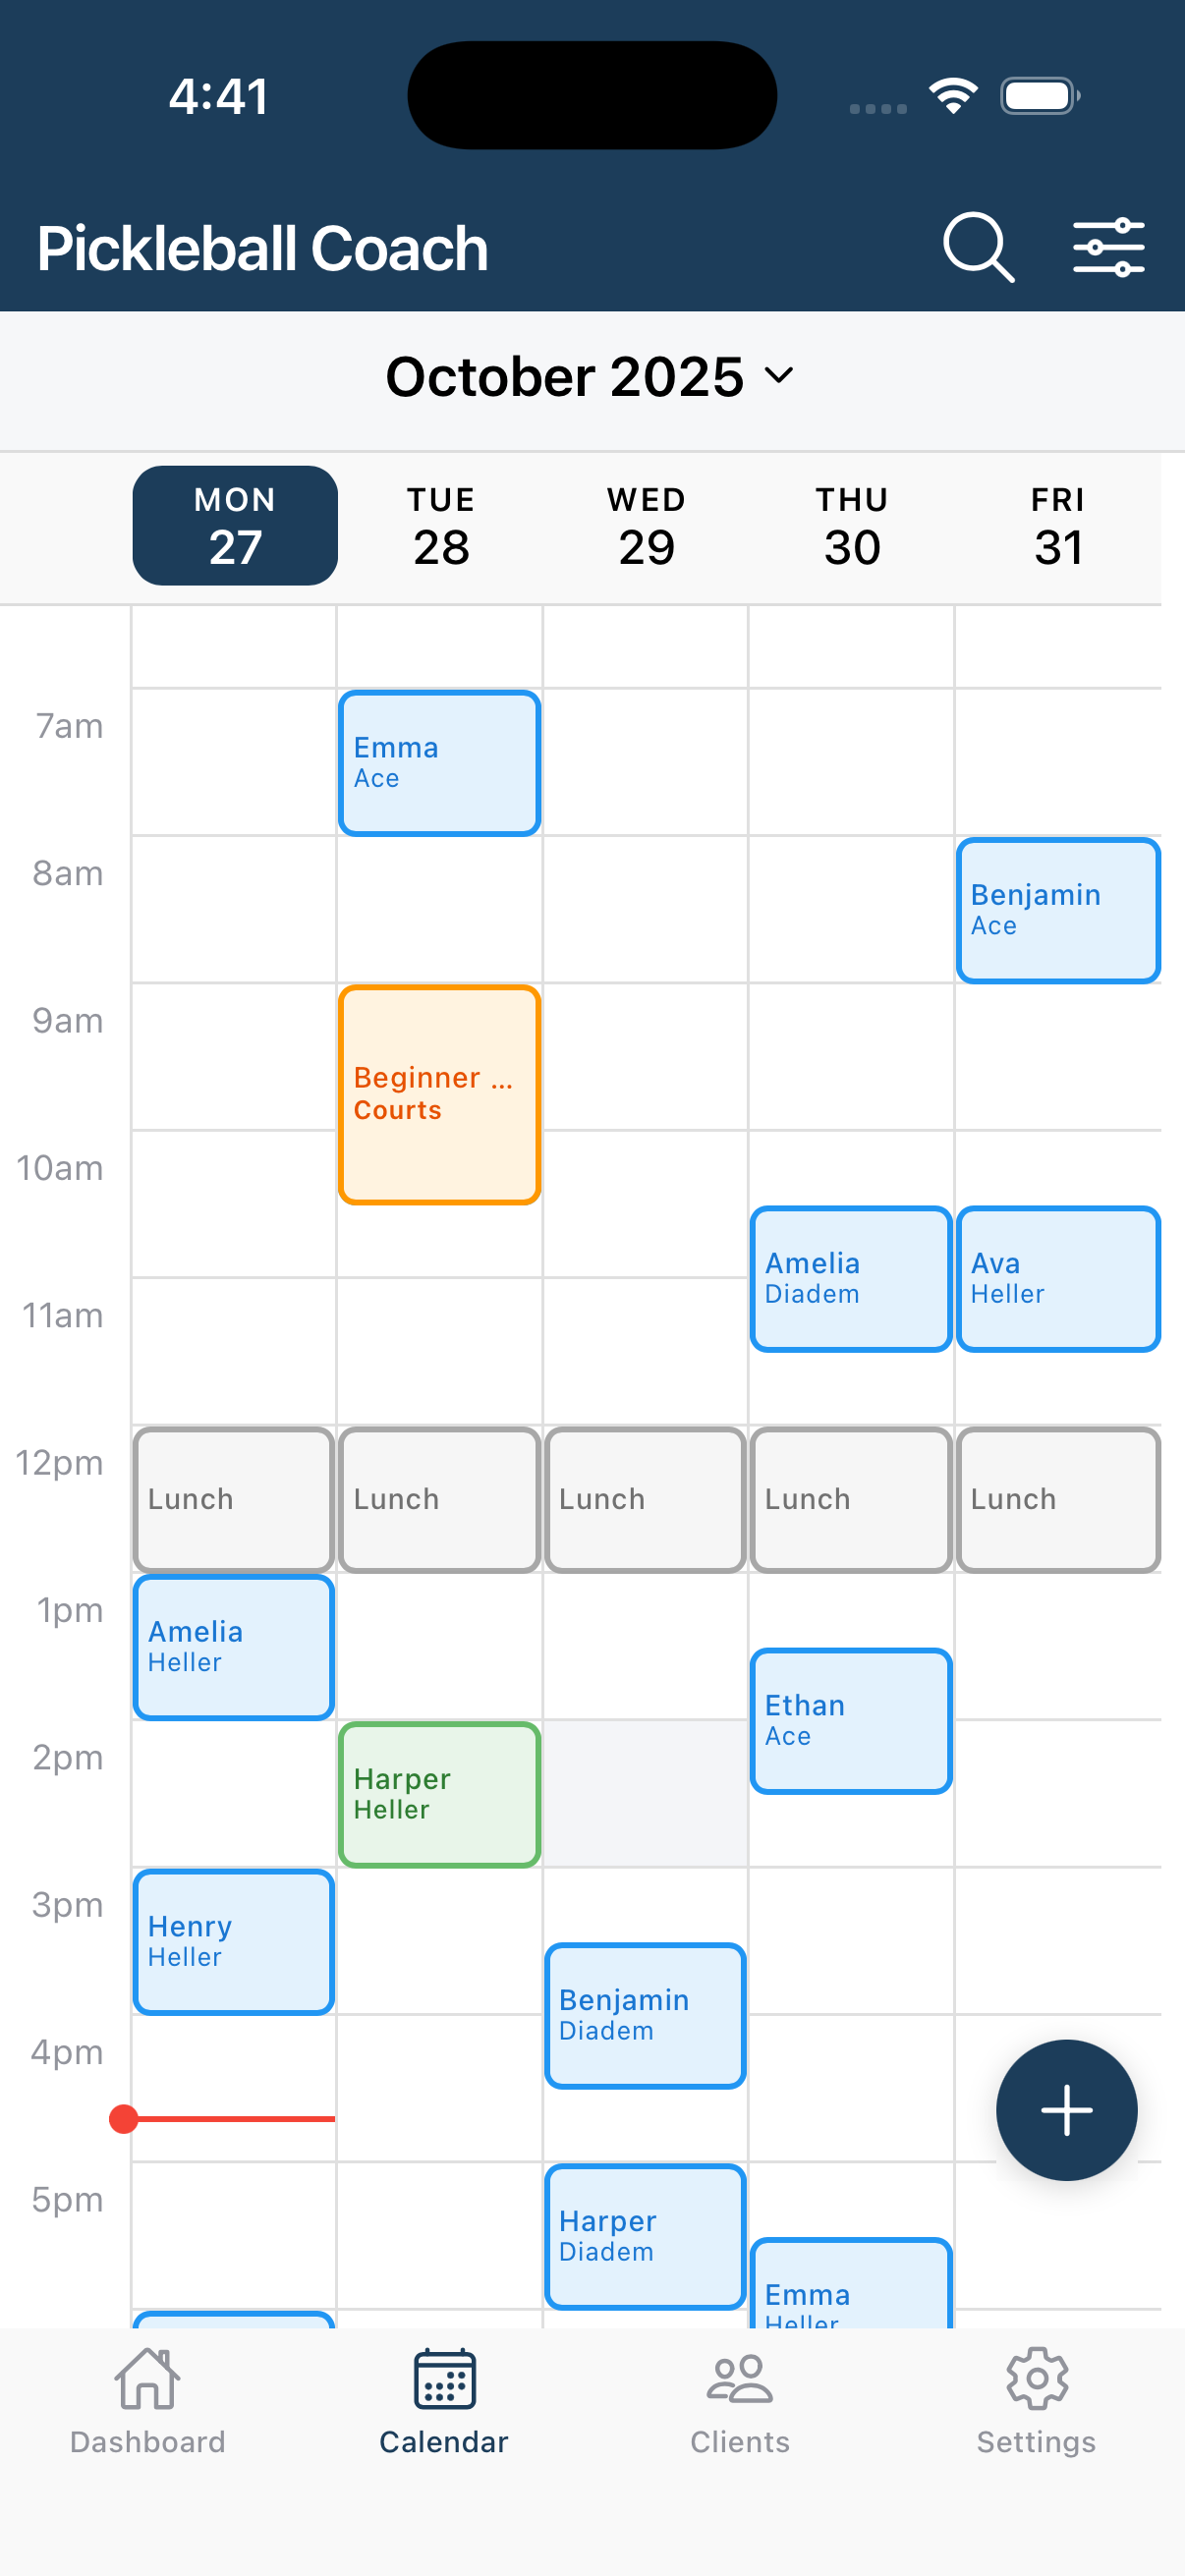 4:41
Pickleball Coach
October 2025
MON
27
TUE
28
WED
29
THU
30
FRI
31
7am
Emma
Ace
8am
Benjamin
Ace
9am
Beginner ...
Courts
10am
Amelia
Diadem
Ava
Heller
11am
12pm
Lunch
Lunch
Lunch
Lunch
Lunch
1pm
Amelia
Heller
Ethan
Ace
2pm
Harper
Heller
3pm
Henry
Heller
Benjamin
Diadem
4pm
5pm
Harper
Diadem
Emma
Heller
Dashboard
Calendar
Clients
Settings